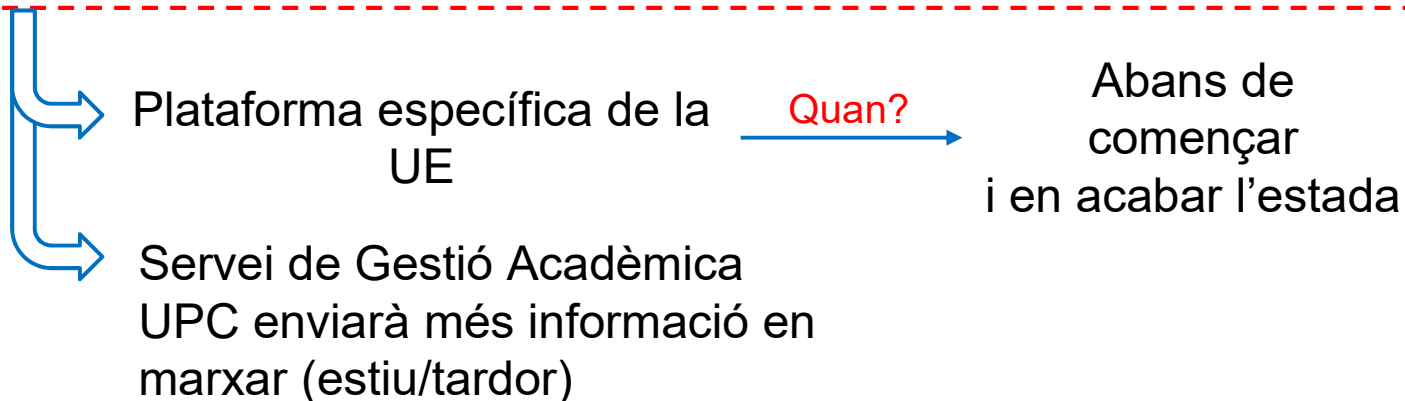 Plataforma específica de la
UE
Quan?
Abans de
començar
i en acabar l’estada
Servei de Gestió Acadèmica
UPC enviarà més informació en
marxar (estiu/tardor)